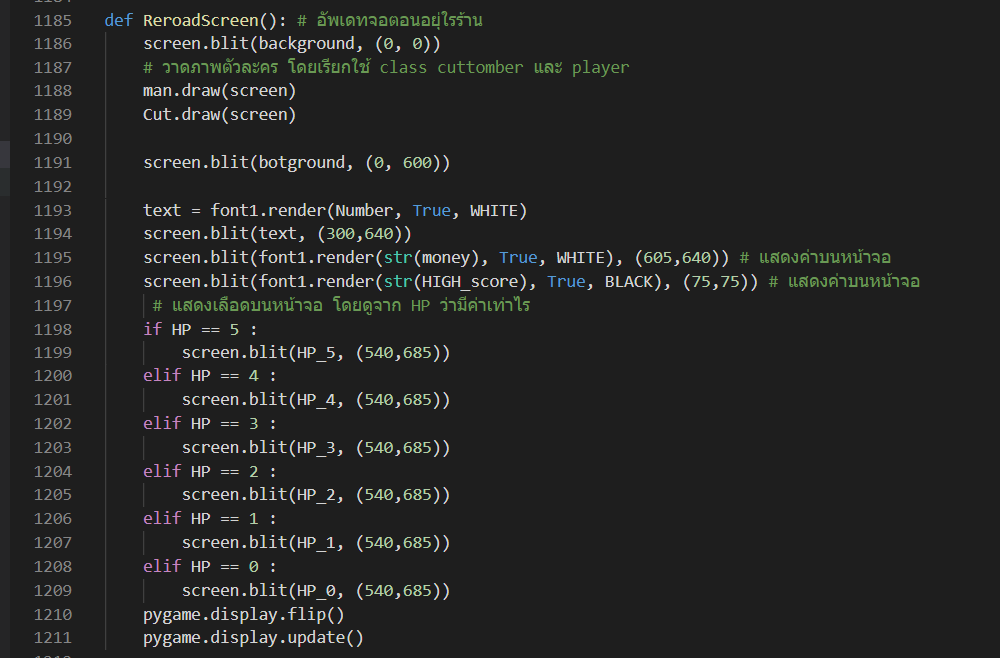 1185 def ReroadScreen(): # อัพเดทจอตอนอยุ่ไรร้าน
1186 screen.blit(background, (0, 0))
1187 # วาดภาพตัวละคร โดยเรียกใช้ class cuttomber และ player
1188 man.draw(screen)
1189 Cut.draw(screen)
1190
1191 screen.blit(botground, (0, 600))
1192
1193 text = font1.render(Number, True, WHITE)
1194 screen.blit(text, (300,640))
1195 screen.blit(font1.render(str(money), True, WHITE), (605,640)) # แสดงค่าบนหน้าจอ
1196 screen.blit(font1.render(str(HIGH_score), True, BLACK), (75,75)) # แสดงค่าบนหน้าจอ
1197 # แสดงเลือดบนหน้าจอ โดยดูจาก HP ว่ามีค่าเท่าไร
1198 if HP == 5 :
1199 screen.blit(HP_5, (540,685))
1200 elif HP == 4 :
1201 screen.blit(HP_4, (540,685))
1202 elif HP == 3 :
1203 screen.blit(HP_3, (540,685))
1204 elif HP == 2 :
1205 screen.blit(HP_2, (540,685))
1206 elif HP == 1 :
1207 screen.blit(HP_1, (540,685))
1208 elif HP == 0 :
1209 screen.blit(HP_0, (540,685))
1210 pygame.display.flip()
1211 pygame.display.update()